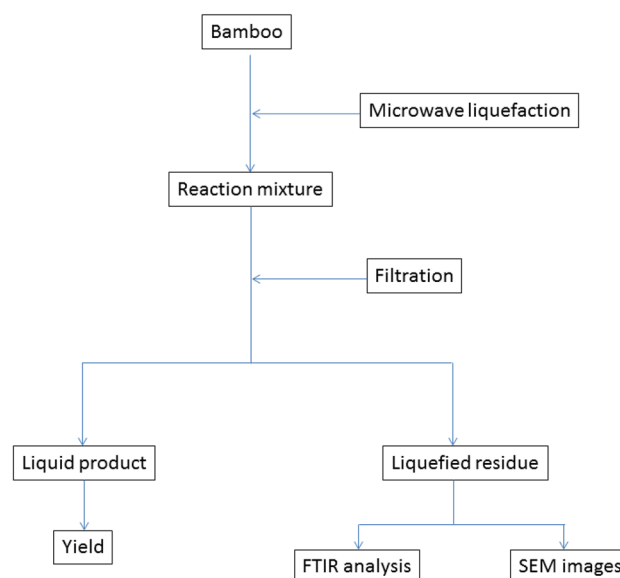 Bamboo
Microwave liquefaction
Reaction mixture
Filtration
Liquid product
Liquefied residue
Yield
FTIR analysis
SEM images